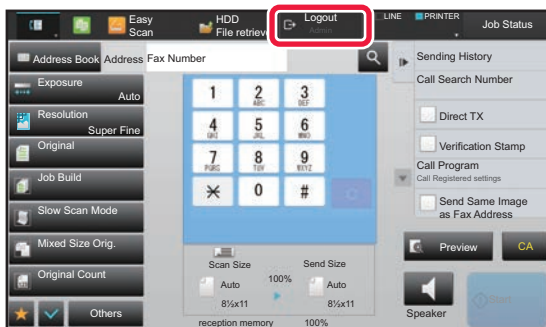 Easy
Scan
HDD
File retrieve
Logout
Admin
LINE
PRINTER
Job Status
Address Book
Address
Fax Number
Sending History
Exposure
Auto
Call Search Number
Resolution
Super Fine
Direct TX
Original
Verification Stamp
Job Build
Call Program
Call Registered settings
Slow Scan Mode
Send Same Image
as Fax Address
Mixed Size Orig.
Preview
CA
Original Count
Others
1
2
ABC
3
DEF
4
GHI
5
JKL
6
MNO
7
PQRS
8
TUV
9
WXYZ
0
#
C
Scan Size
Send Size
Auto
100%
Auto
8½x11
8½x11
Speaker
Start
reception memory
100%